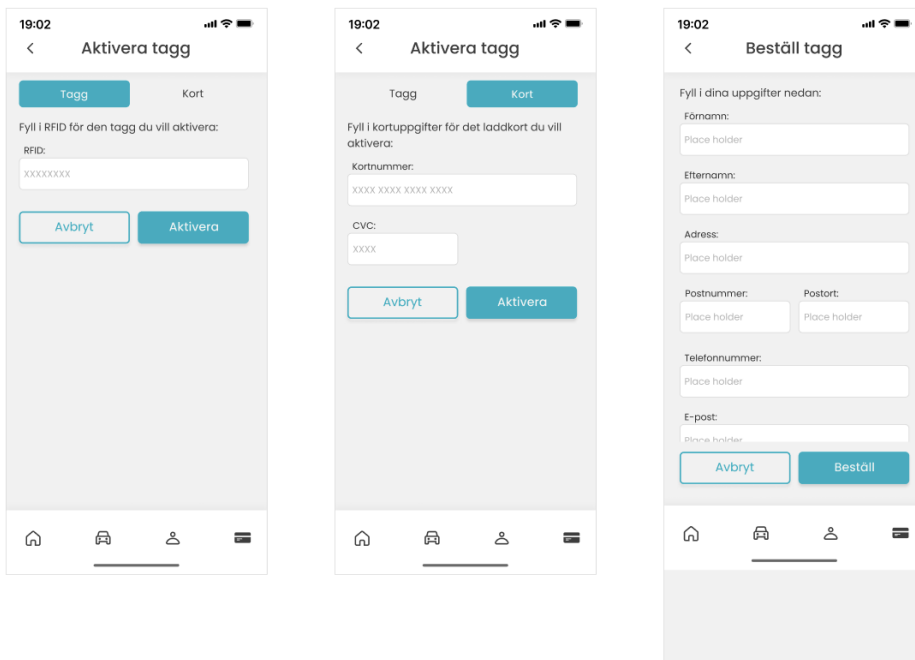 19:02
Aktivera tagg
Tagg
Kort
Fyll i RFID för den tagg du vill aktivera:
RFID:
XXXXXXXX
Avbryt
Aktivera
19:02
Aktivera tagg
Tagg
Kort
Fyll i kortuppgifter för det laddkort du vill
aktivera:
Kortnummer:
XXXX XXXX XXXX XXXX
CVC:
XXXX
Avbryt
Aktivera
19:02
Beställ tagg
Fyll i dina uppgifter nedan:
Förnamn:
Place holder
Efternamn:
Place holder
Adress:
Place holder
Postnummer:
Postort:
Place holder
Place holder
Telefonnummer:
Place holder
E-post:
Place holder
Avbryt
Beställ